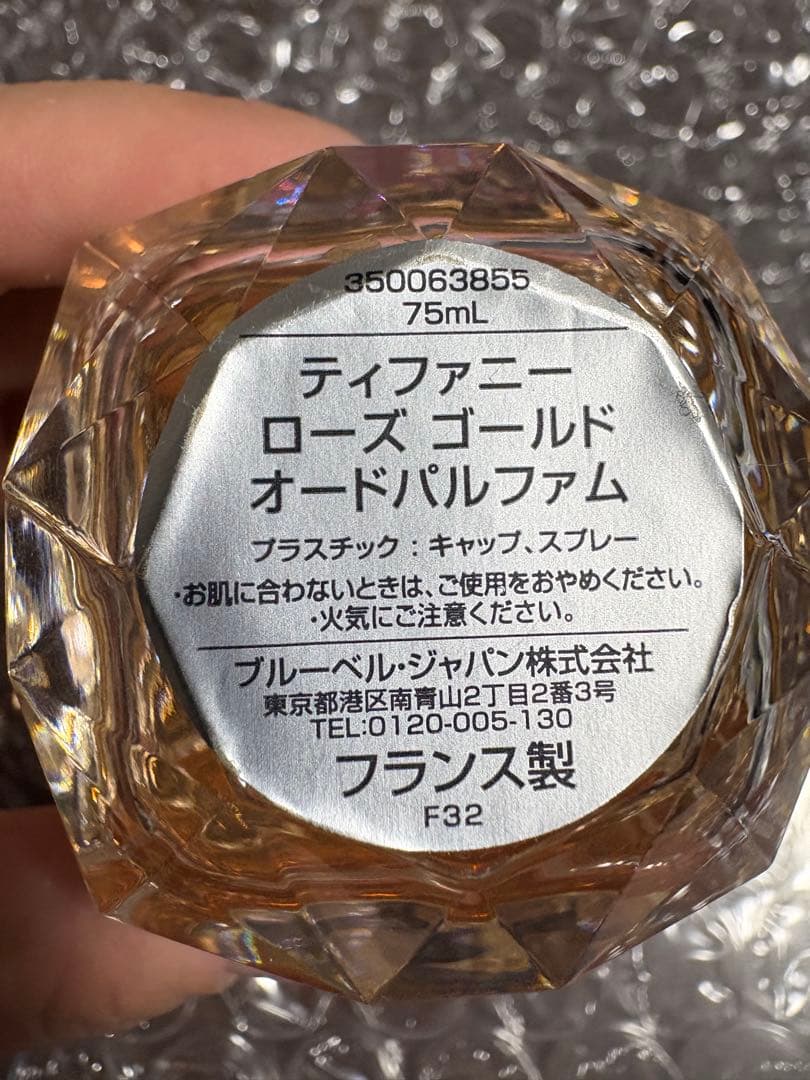 350063855
75mL
ティファニー
ローズ ゴールド
オードパルファム
プラスチック : キャップ、スプレー
・お肌に合わないときは、ご使用をおやめください。
・火気にご注意ください。
ブルーベル・ジャパン株式会社
東京都港区南青山2丁目2番3号
TEL:0120-005-130
フランス製
F32